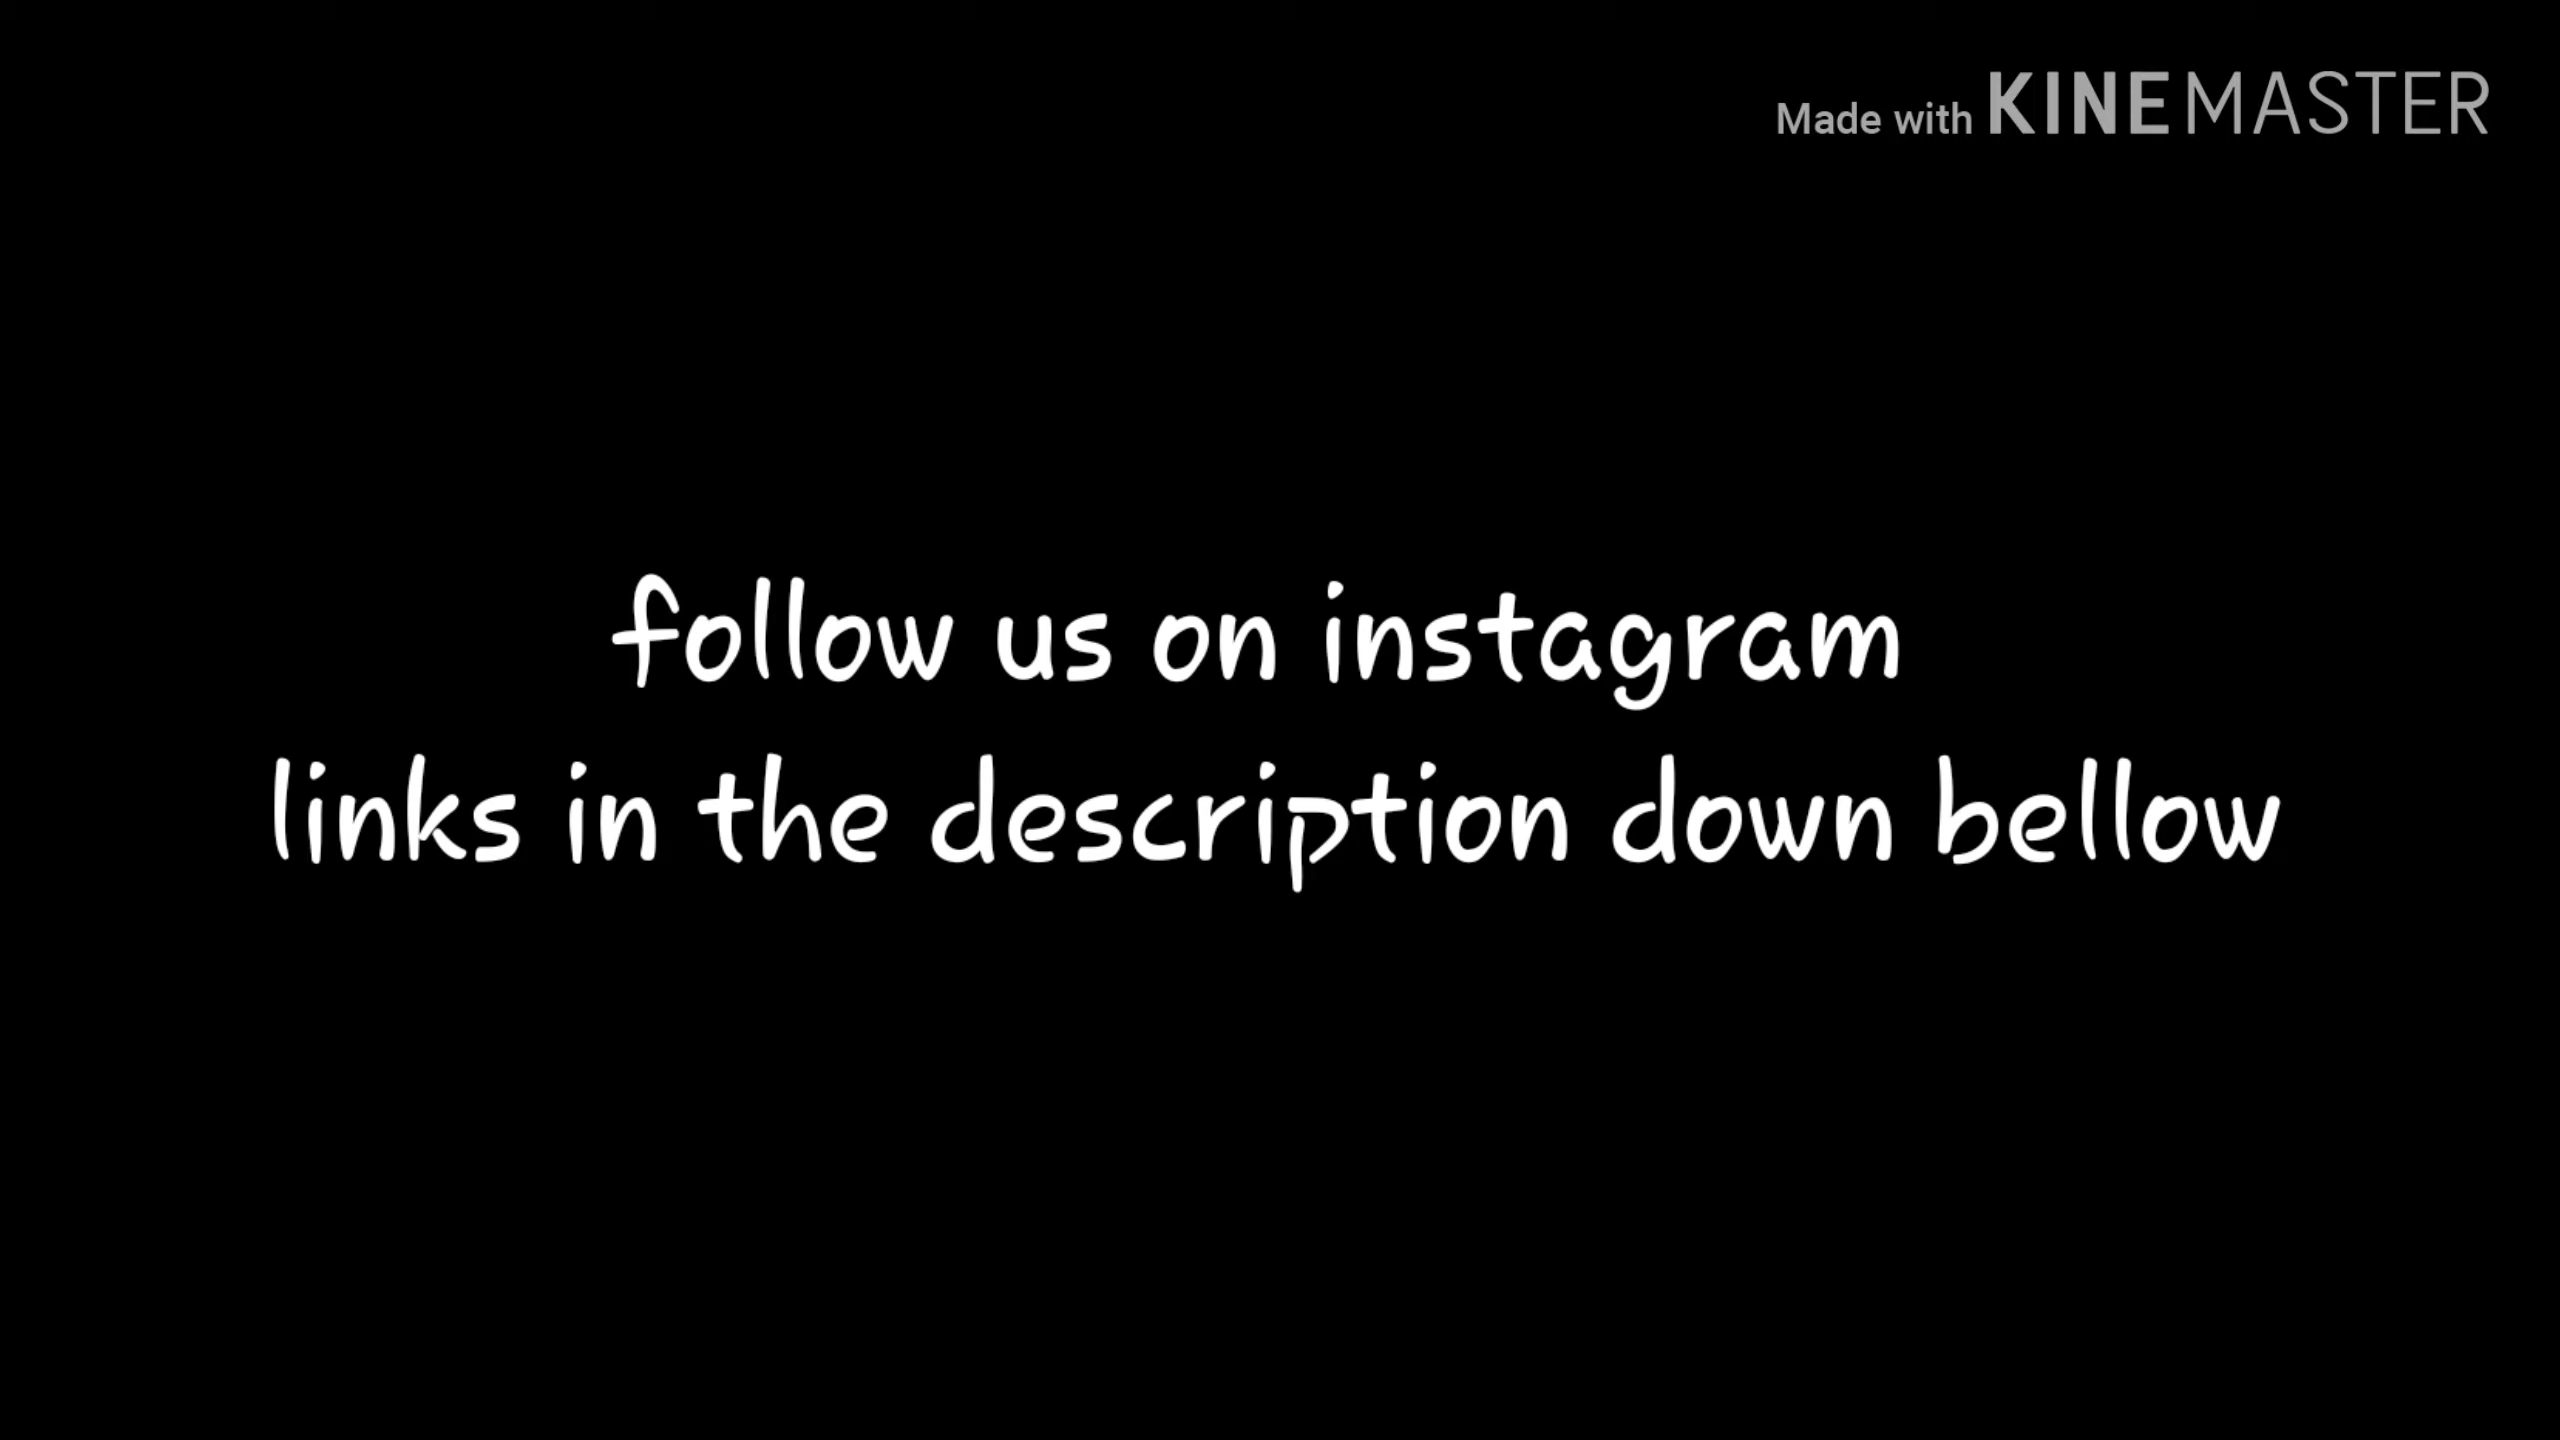 Made with KINEMASTER
follow us on instagram
links in the description down bellow